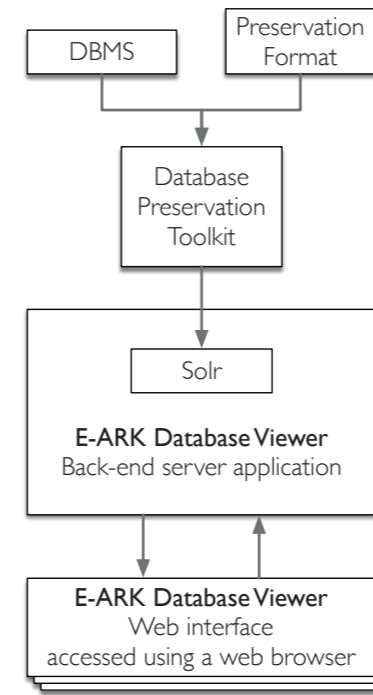 DBMS
Preservation
Format
Database
Preservation
Toolkit
Solr
E-ARK Database Viewer
Back-end server application
E-ARK Database Viewer
Web interface
accessed using a web browser